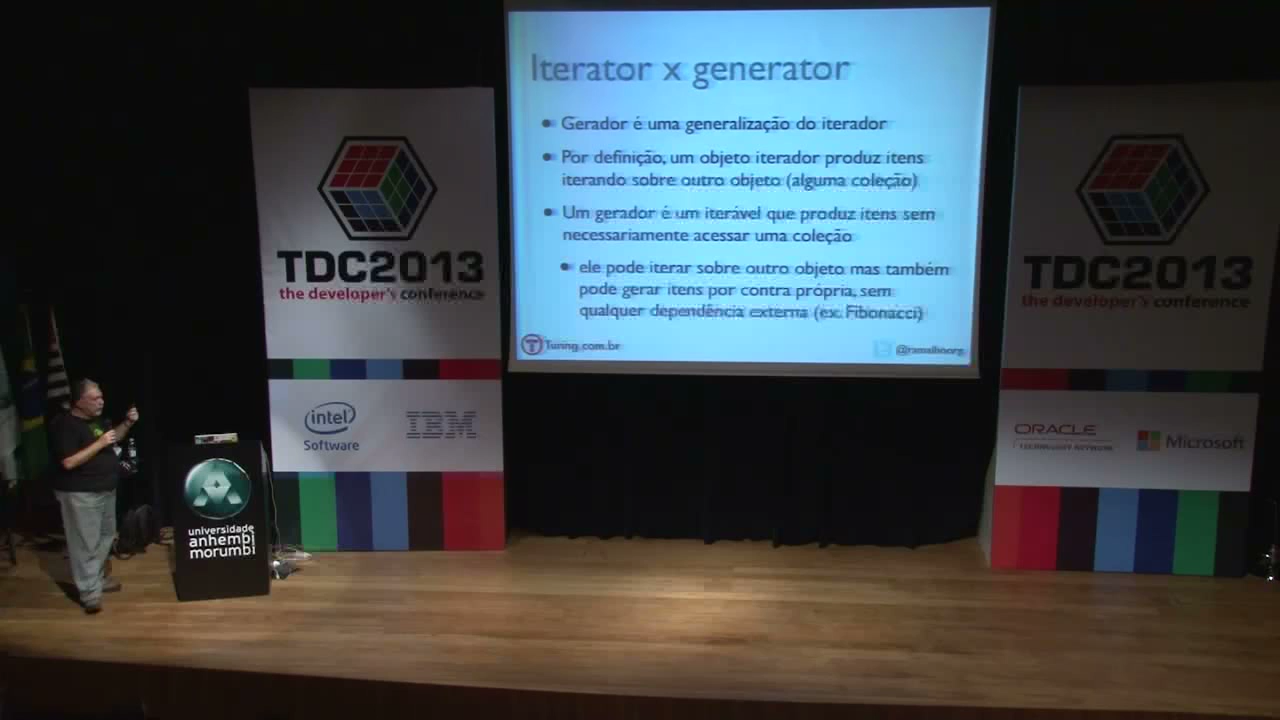 Iterator x generator
Gerador é uma generalização do iterador
Por definição, um objeto iterador produz itens
iterando sobre outro objeto (alguma coleção)
Um gerador é um iterável que produz itens sem
necessariamente acessar uma coleção
ele pode iterar sobre outro objeto mas também
pode gerar itens por contra própria, sem
qualquer dependência externa (ex. Fibonacci)
Turing.com.br
@ramalhoorg
TDC2013
the developer's conference
intel
Software
IBM
universidade
anhembi
morumbi
TDC2013
the developer's conference
ORACLE
TECHNOLOGY NETWORK
Microsoft